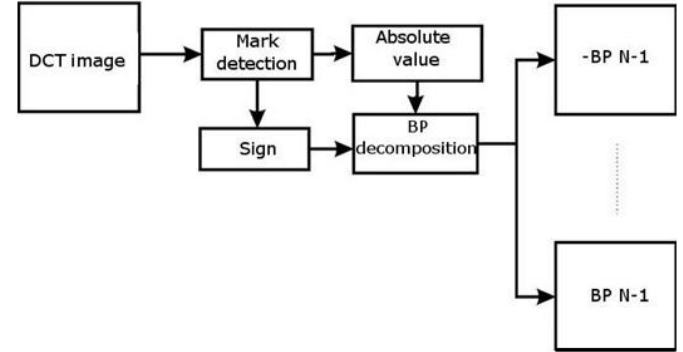 DCT image
Mark
detection
Absolute
value
-BP N-1
Sign
BP
decomposition
BP N-1